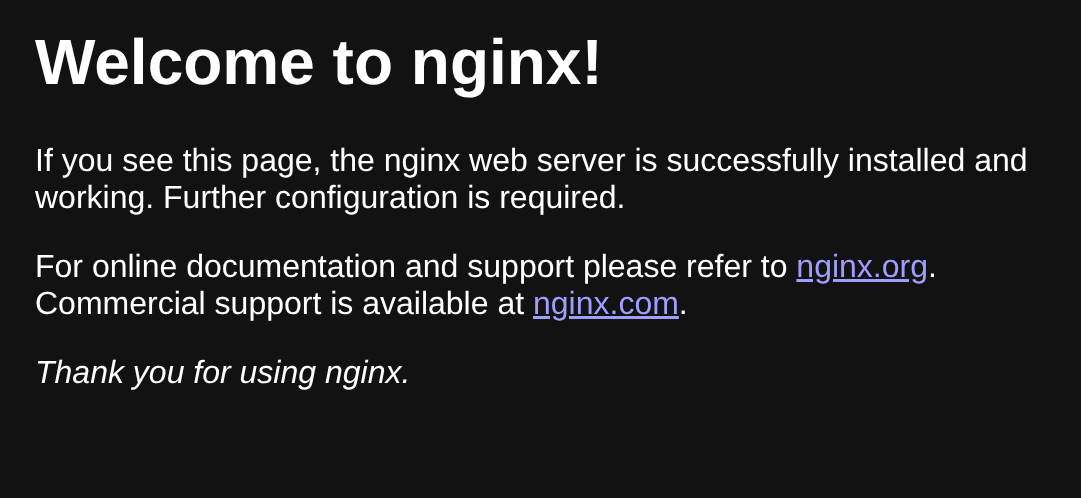 Welcome to nginx!
If you see this page, the nginx web server is successfully installed and
working. Further configuration is required.
For online documentation and support please refer to nginx.org.
Commercial support is available at nginx.com.
Thank you for using nginx.